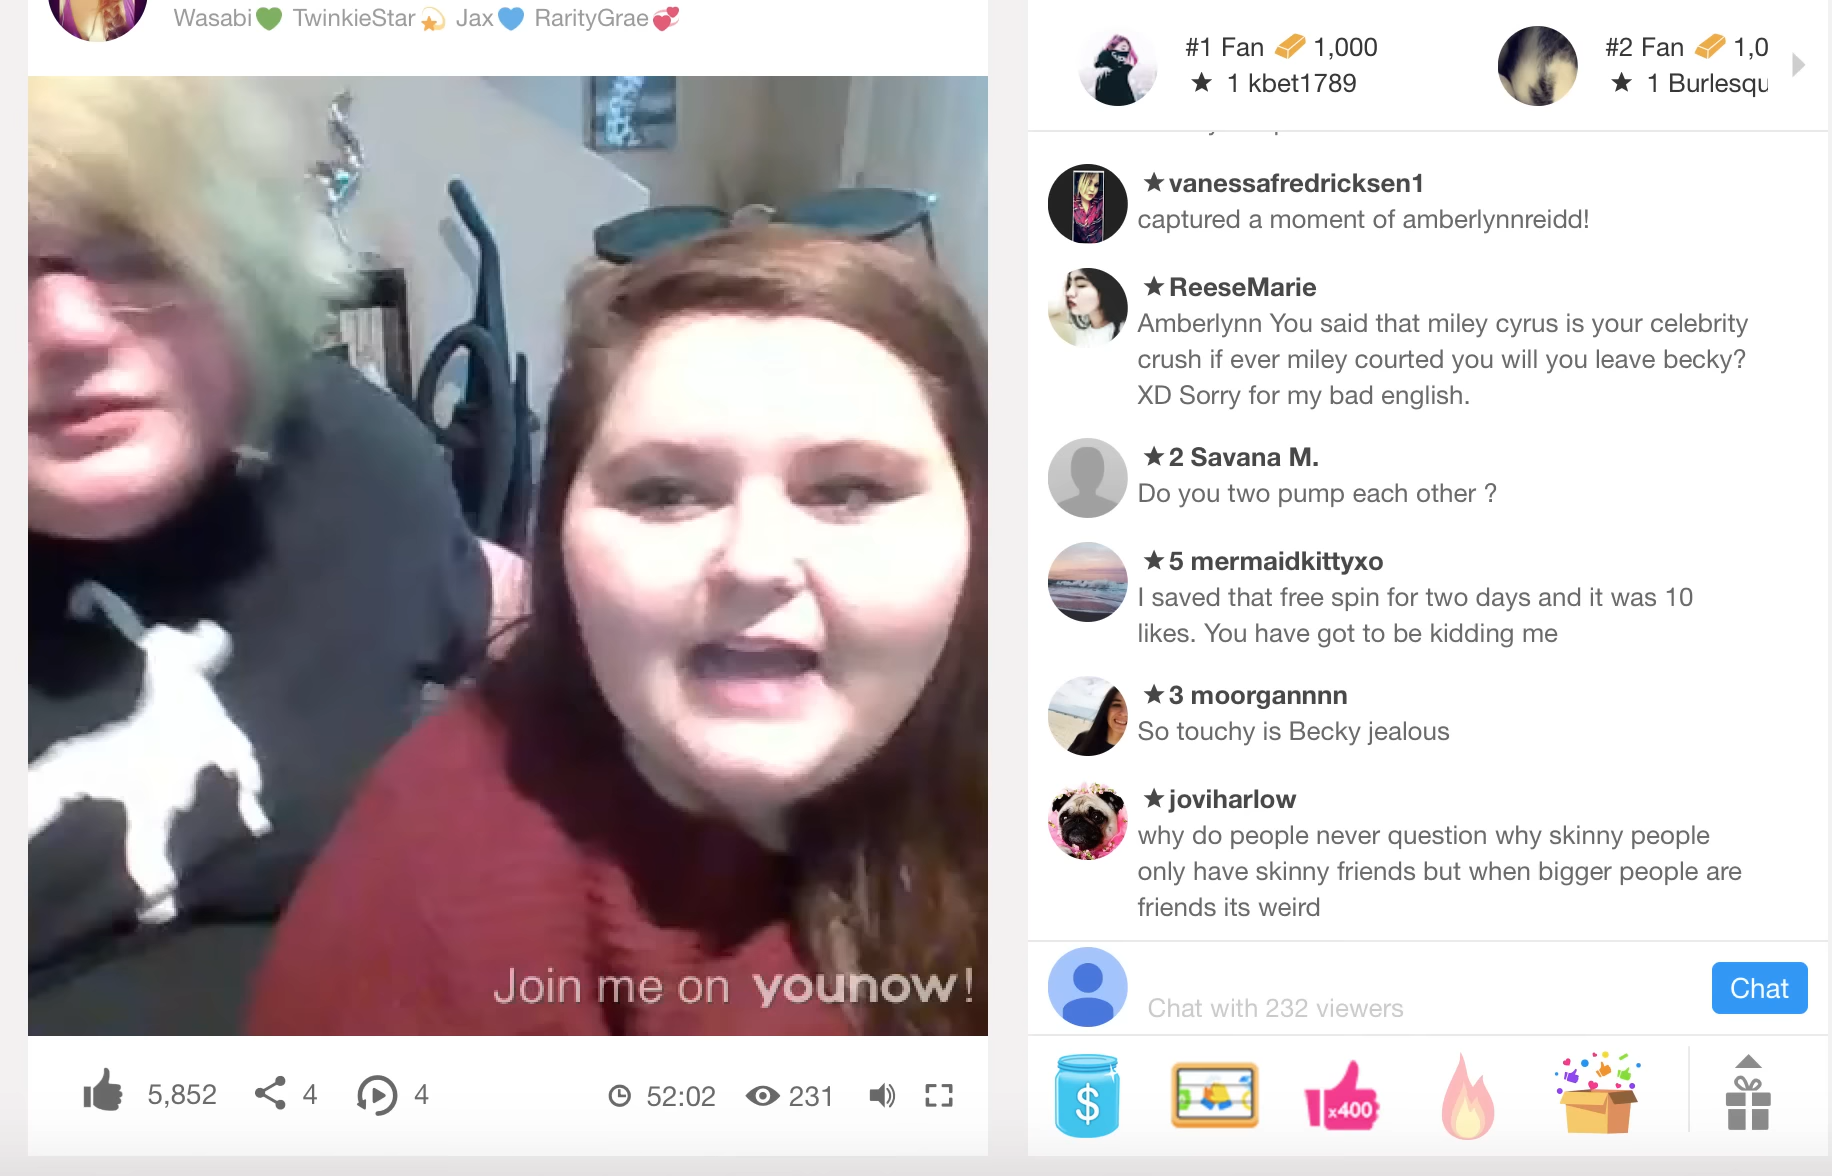 Wasabi💚 TwinkieStar💫 Jax💙 RarityGrae💞
Join me on younow!
5,852
4
4
52:02
231
#1 Fan 1,000
★ 1 kbet1789
#2 Fan 1,0
★ 1 Burlesqu
★ vanessafredricksen1
captured a moment of amberlynnreidd!
★ ReeseMarie
Amberlynn You said that miley cyrus is your celebrity
crush if ever miley courted you will you leave becky?
XD Sorry for my bad english.
★ 2 Savana M.
Do you two pump each other ?
★ 5 mermaidkittyxo
I saved that free spin for two days and it was 10
likes. You have got to be kidding me
★ 3 moorgannnn
So touchy is Becky jealous
★ joviharlow
why do people never question why skinny people
only have skinny friends but when bigger people are
friends its weird
Chat with 232 viewers
Chat
$
x400